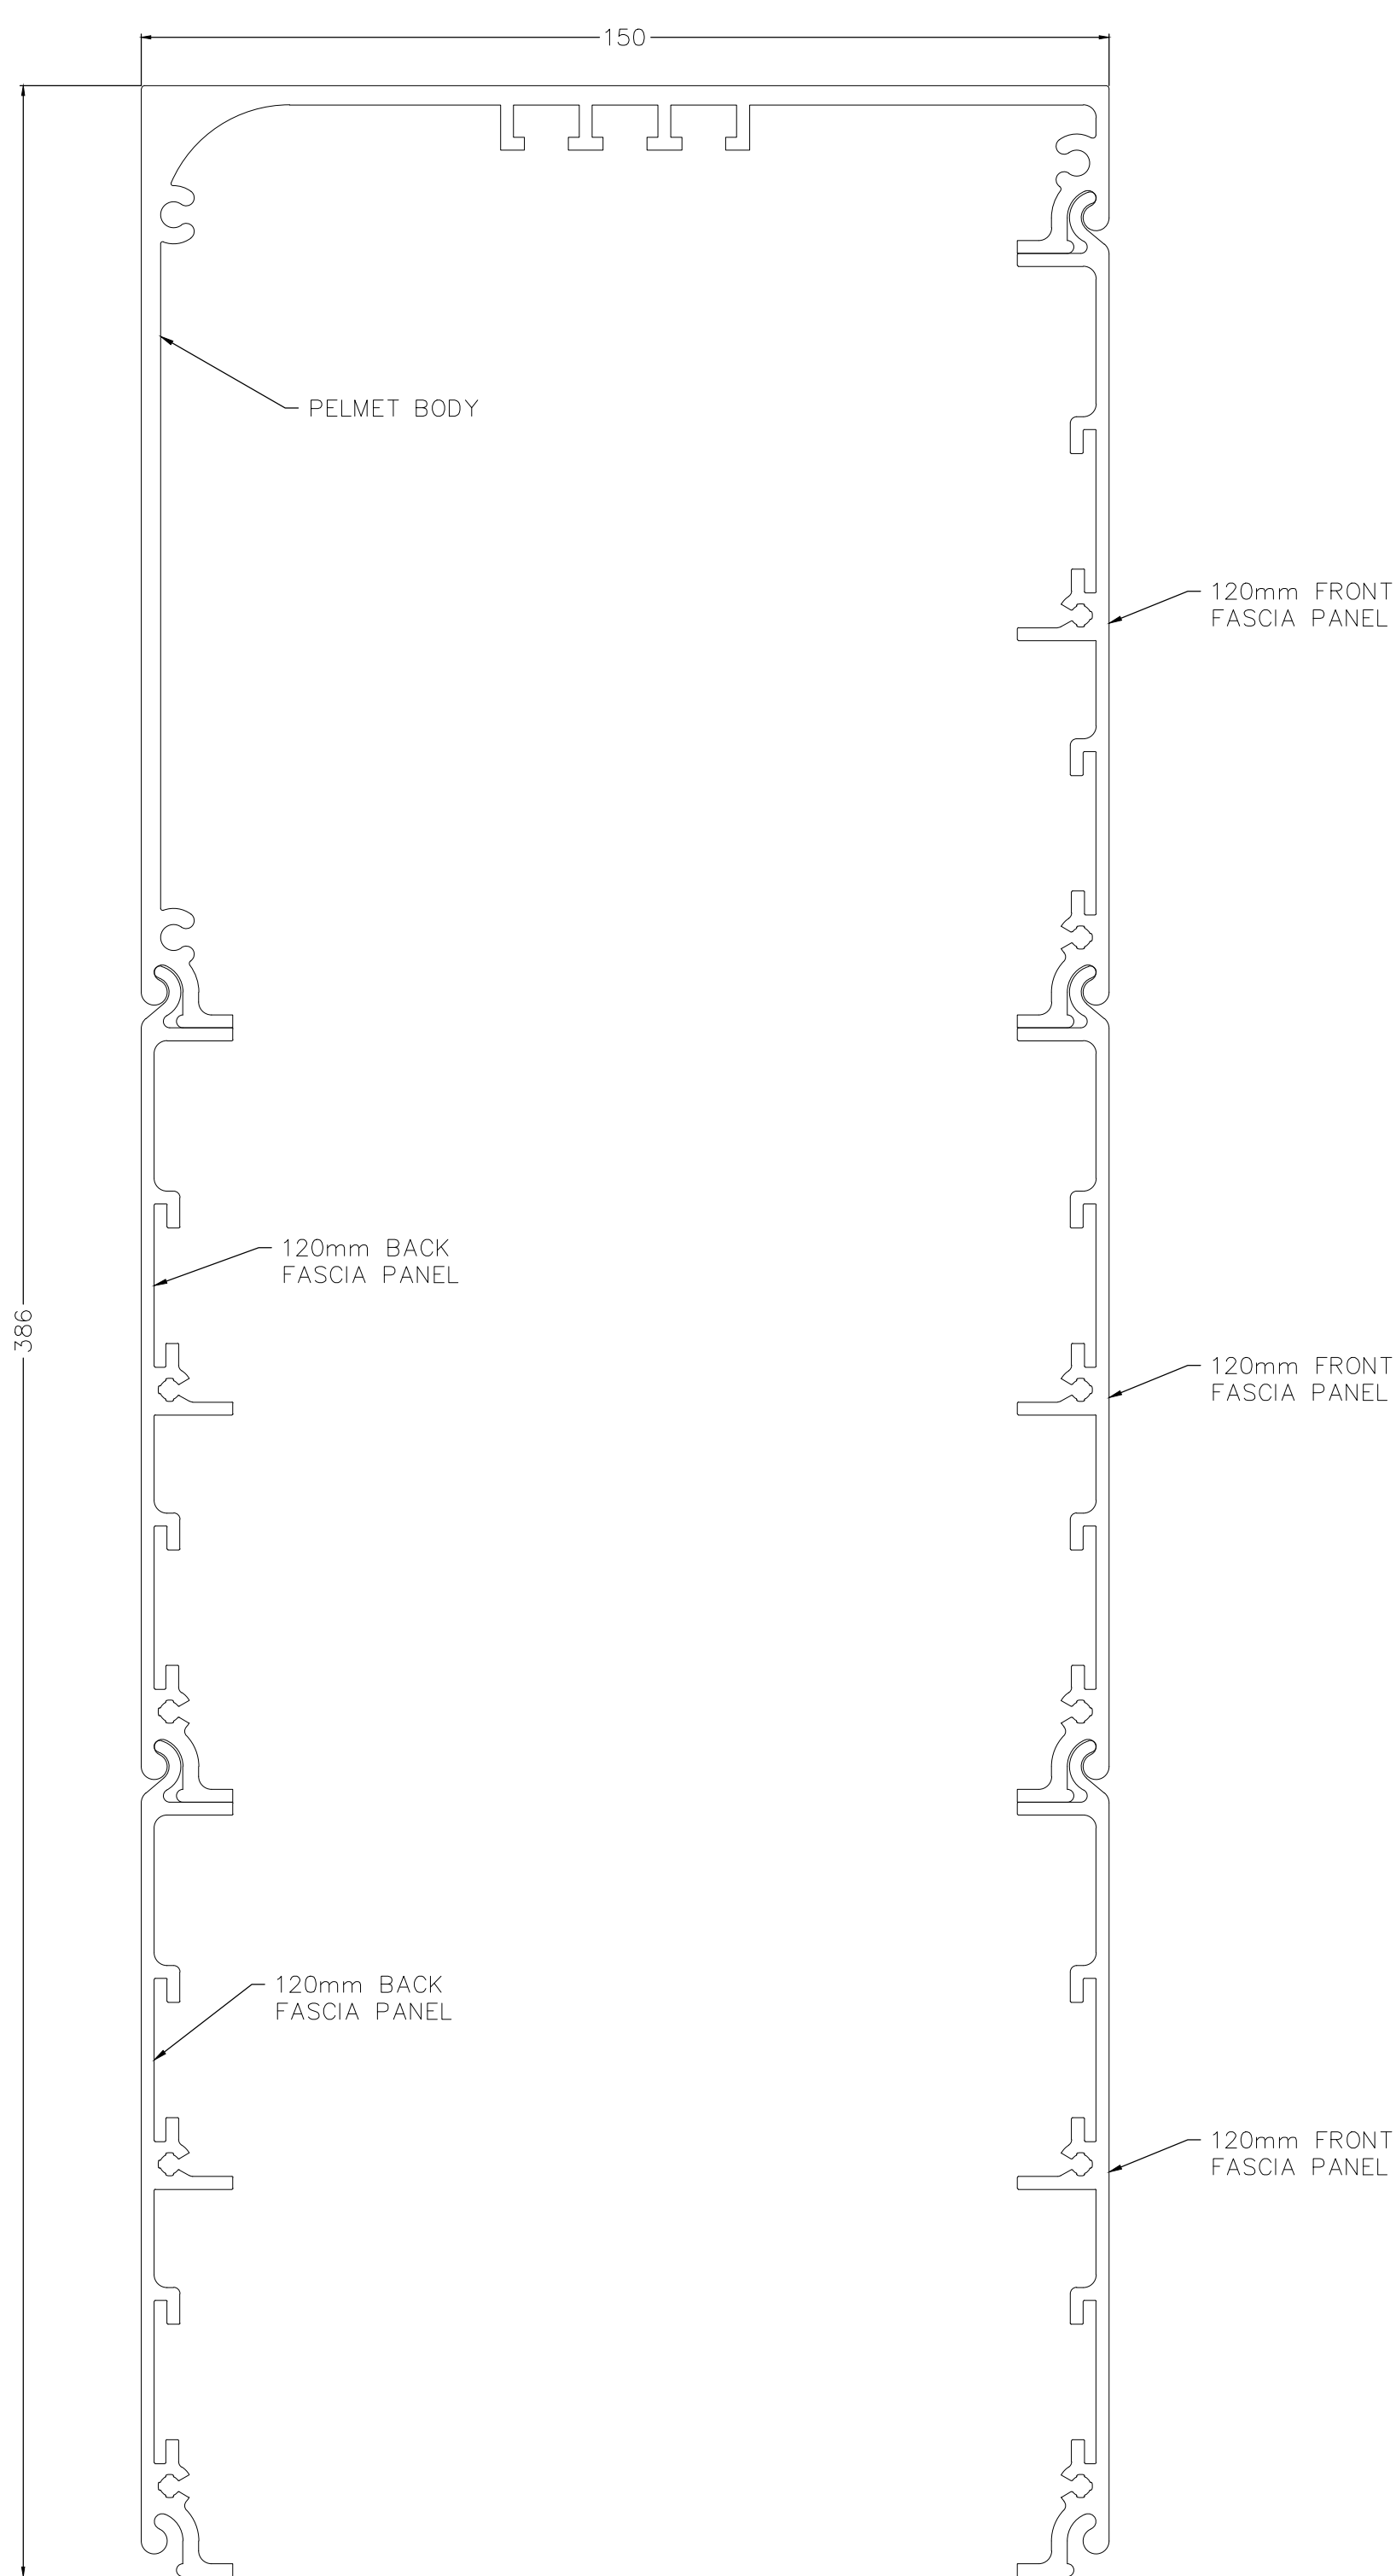 150
PELMET BODY
120mm FRONT
FASCIA PANEL
120mm BACK
FASCIA PANEL
386
120mm FRONT
FASCIA PANEL
120mm BACK
FASCIA PANEL
120mm FRONT
FASCIA PANEL